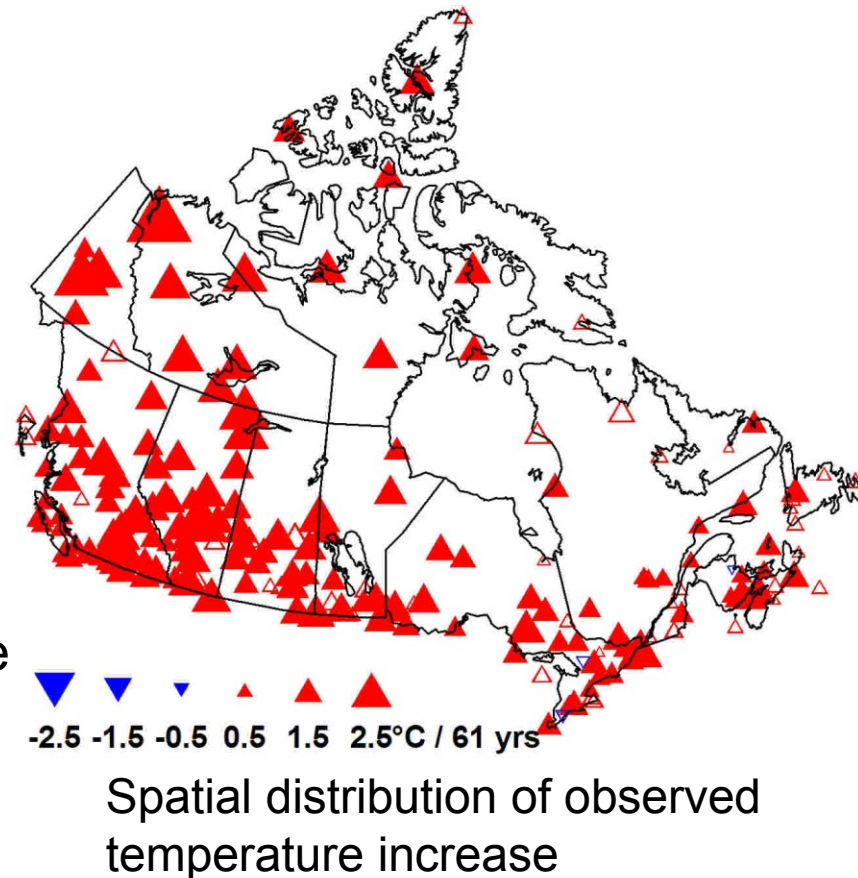 e
-2.5 -1.5 -0.5 0.5 1.5 2.5°C / 61 yrs
Spatial distribution of observed
temperature increase